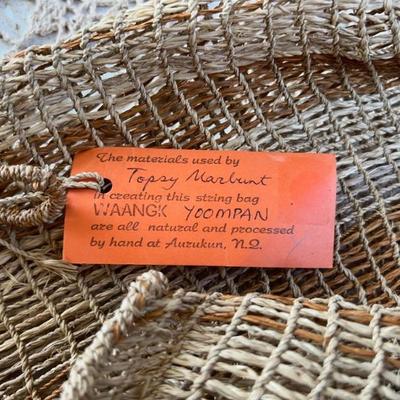 The materials used by
Topsy Marbunt
in creating this string bag
WAANGK YOOMPAN
are all natural and processed
by hand at Aurukun, N.Q.